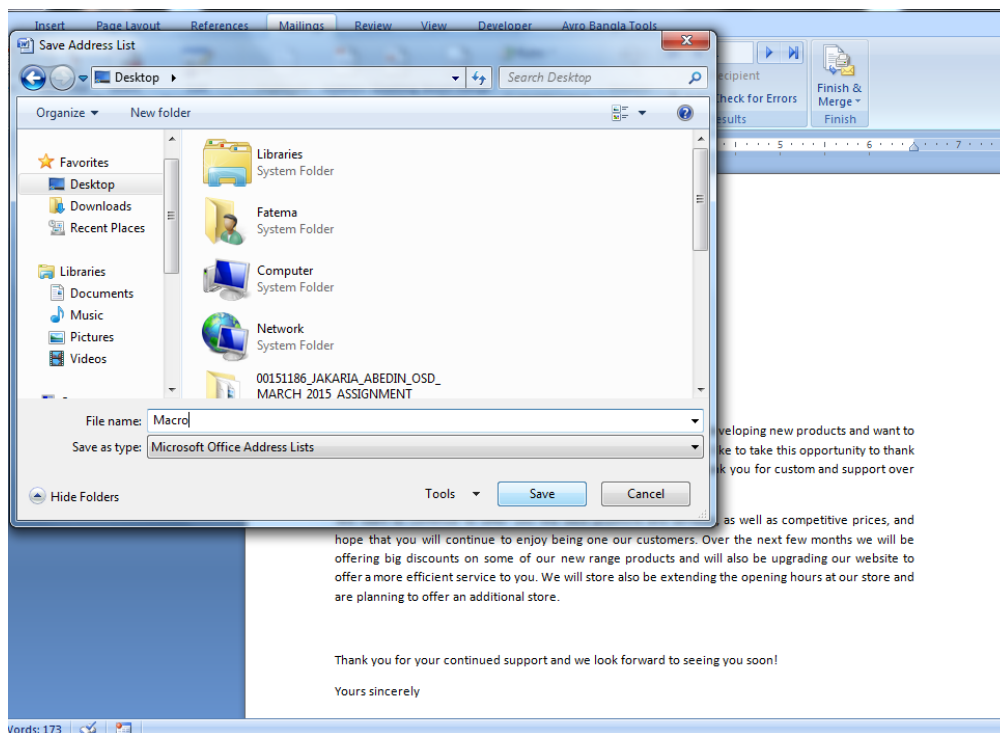 Insert Page Layout References Mailings Review View Developer Avro Bangla Tools
Save Address List
Desktop
Search Desktop
Organize New folder
Favorites
Desktop
Downloads
Recent Places
Libraries
Documents
Music
Pictures
Videos
Libraries
System Folder
Fatema
System Folder
Computer
System Folder
Network
System Folder
00151186_JAKARIA_ABEDIN_OSD_
MARCH 2015 ASSIGNMENT
File name: Macro
Save as type: Microsoft Office Address Lists
Hide Folders
Tools Save Cancel
ecipient
heck for Errors
esults
Finish &
Merge
Finish
5 6 7
veloping new products and want to
ke to take this opportunity to thank
k you for custom and support over
as well as competitive prices, and
hope that you will continue to enjoy being one our customers. Over the next few months we will be
offering big discounts on some of our new range products and will also be upgrading our website to
offer a more efficient service to you. We will store also be extending the opening hours at our store and
are planning to offer an additional store.
Thank you for your continued support and we look forward to seeing you soon!
Yours sincerely
Words: 173